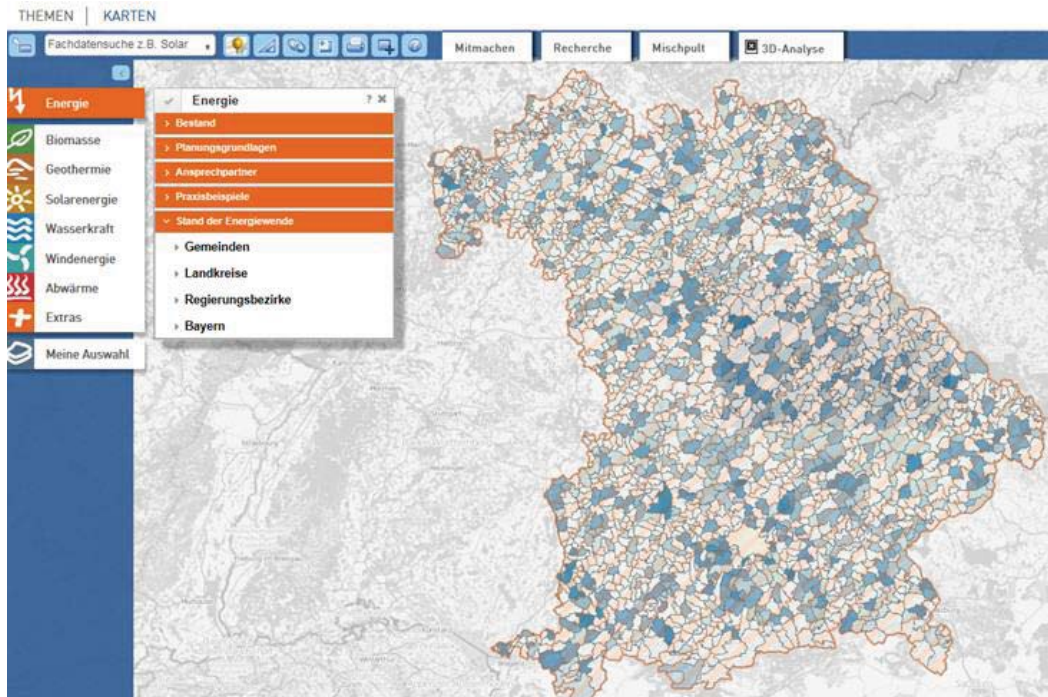 THEMEN | KARTEN
Fachdatensuche z.B. Solar
Mitmachen
Recherche
Mischpult
3D-Analyse
Energie
Biomasse
Geothermie
Solarenergie
Wasserkraft
Windenergie
Abwärme
Extras
Meine Auswahl
Energie ?
Bestand
Planungsgrundlagen
Ansprechpartner
Praxisbeispiele
Stand der Energiewende
Gemeinden
Landkreise
Regierungsbezirke
Bayern